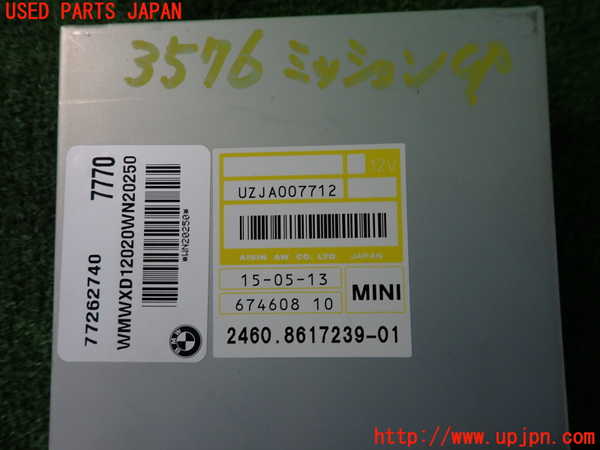 USED PARTS JAPAN
3576 ミッションCP
7770
WMWXD12020WN20250
77262740
*WN20250*
BMW
12V
UZJA007712
AISIN AW CO. LTD. JAPAN
15-05-13
674608 10
MINI
2460.8617239-01
http://www.upjpn.com/